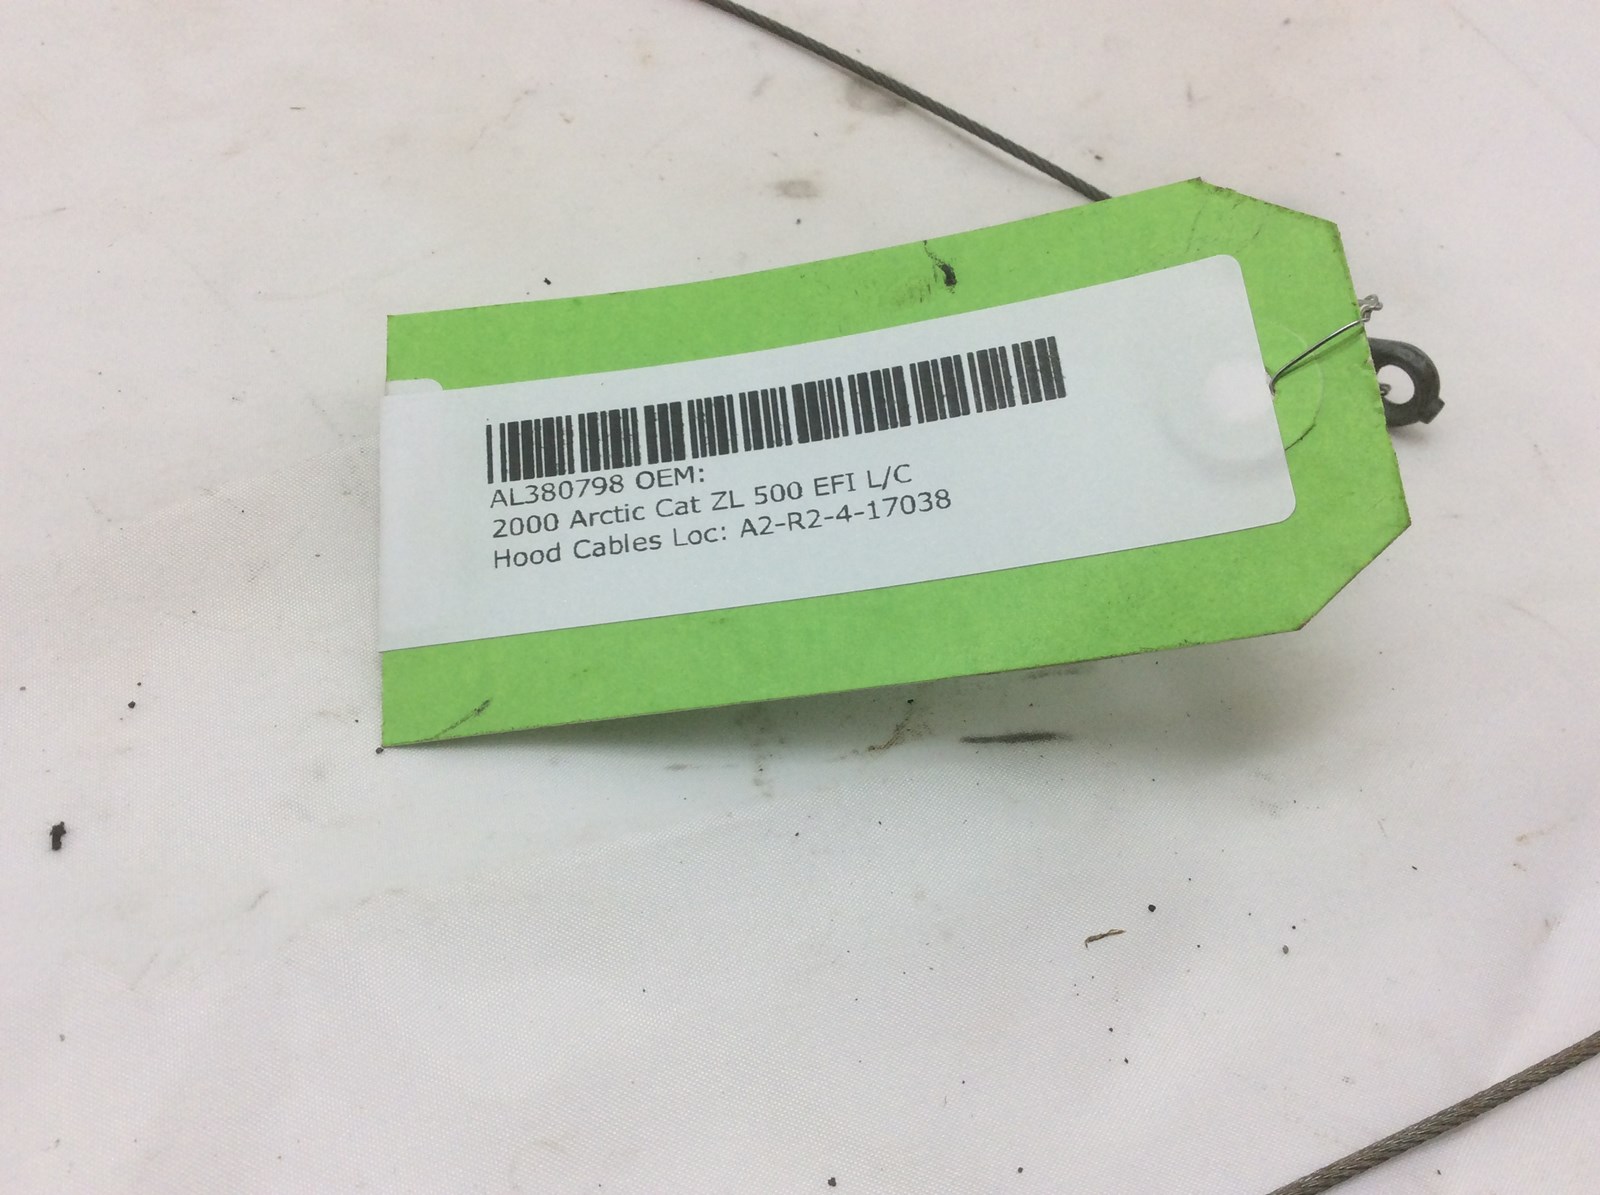 AL380798 OEM:
2000 Arctic Cat ZL 500 EFI L/C
Hood Cables Loc: A2-R2-4-17038